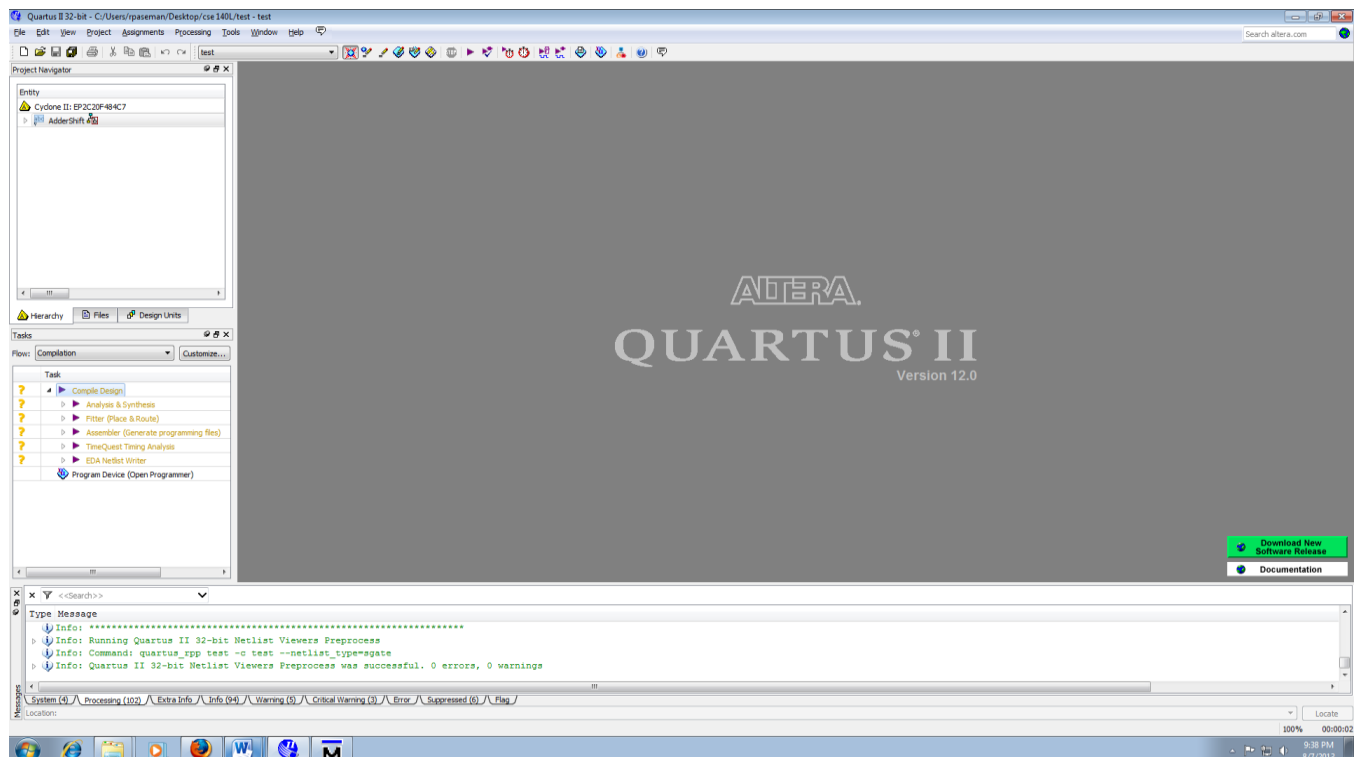 Quartus II 32-bit - C:/Users/rpaseman/Desktop/cse 140L/test - test
File Edit View Project Assignments Processing Tools Window Help
Search altera.com
test
Project Navigator
Entity
Cyclone II: EP2C20F484C7
AdderShift
Hierarchy Files Design Units
Tasks
Flow: Compilation Customize...
Task
Compile Design
Analysis & Synthesis
Fitter (Place & Route)
Assembler (Generate programming files)
TimeQuest Timing Analysis
EDA Netlist Writer
Program Device (Open Programmer)
ALTERA.
QUARTUS® II
Version 12.0
Download New
Software Release
Documentation
<<Search>>
Type Message
Info: *******************************************************************
Info: Running Quartus II 32-bit Netlist Viewers Preprocess
Info: Command: quartus_rpp test -c test --netlist_type=sgate
Info: Quartus II 32-bit Netlist Viewers Preprocess was successful. 0 errors, 0 warnings
Messages
System (4) Processing (102) Extra Info Info (94) Warning (5) Critical Warning (3) Error Suppressed (6) Flag
Location: Locate
100% 00:00:02
9:38 PM